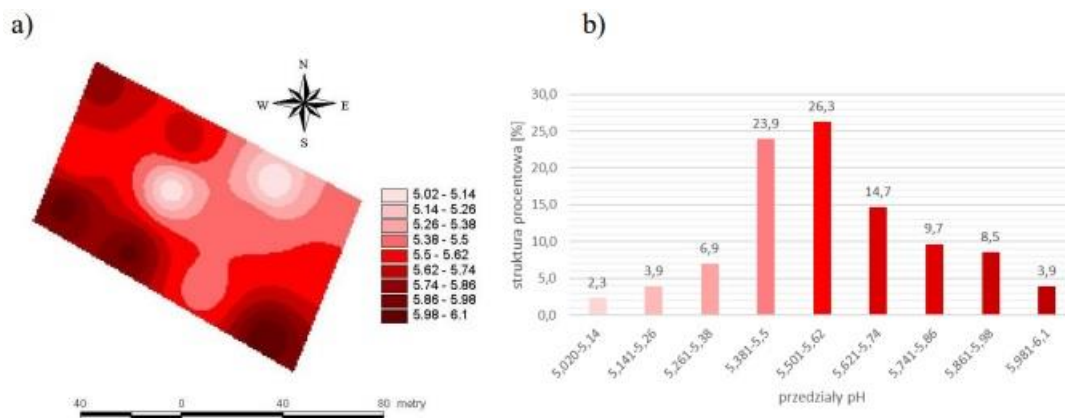 a)
N
W E
S
5.02 - 5.14
5.14 - 5.26
5.26 - 5.38
5.38 - 5.5
5.5 - 5.62
5.62 - 5.74
5.74 - 5.86
5.86 - 5.98
5.98 - 6.1
40 0 40 80 metry
b)
struktura procentowa [%]
30,0
25,0
20,0
15,0
10,0
5,0
0,0
2,3
3,9
6,9
23,9
26,3
14,7
9,7
8,5
3,9
5,020-5,14
5,141-5,26
5,261-5,38
5,381-5,5
5,501-5,62
5,621-5,74
5,741-5,86
5,861-5,98
5,981-6,1
przedziały pH